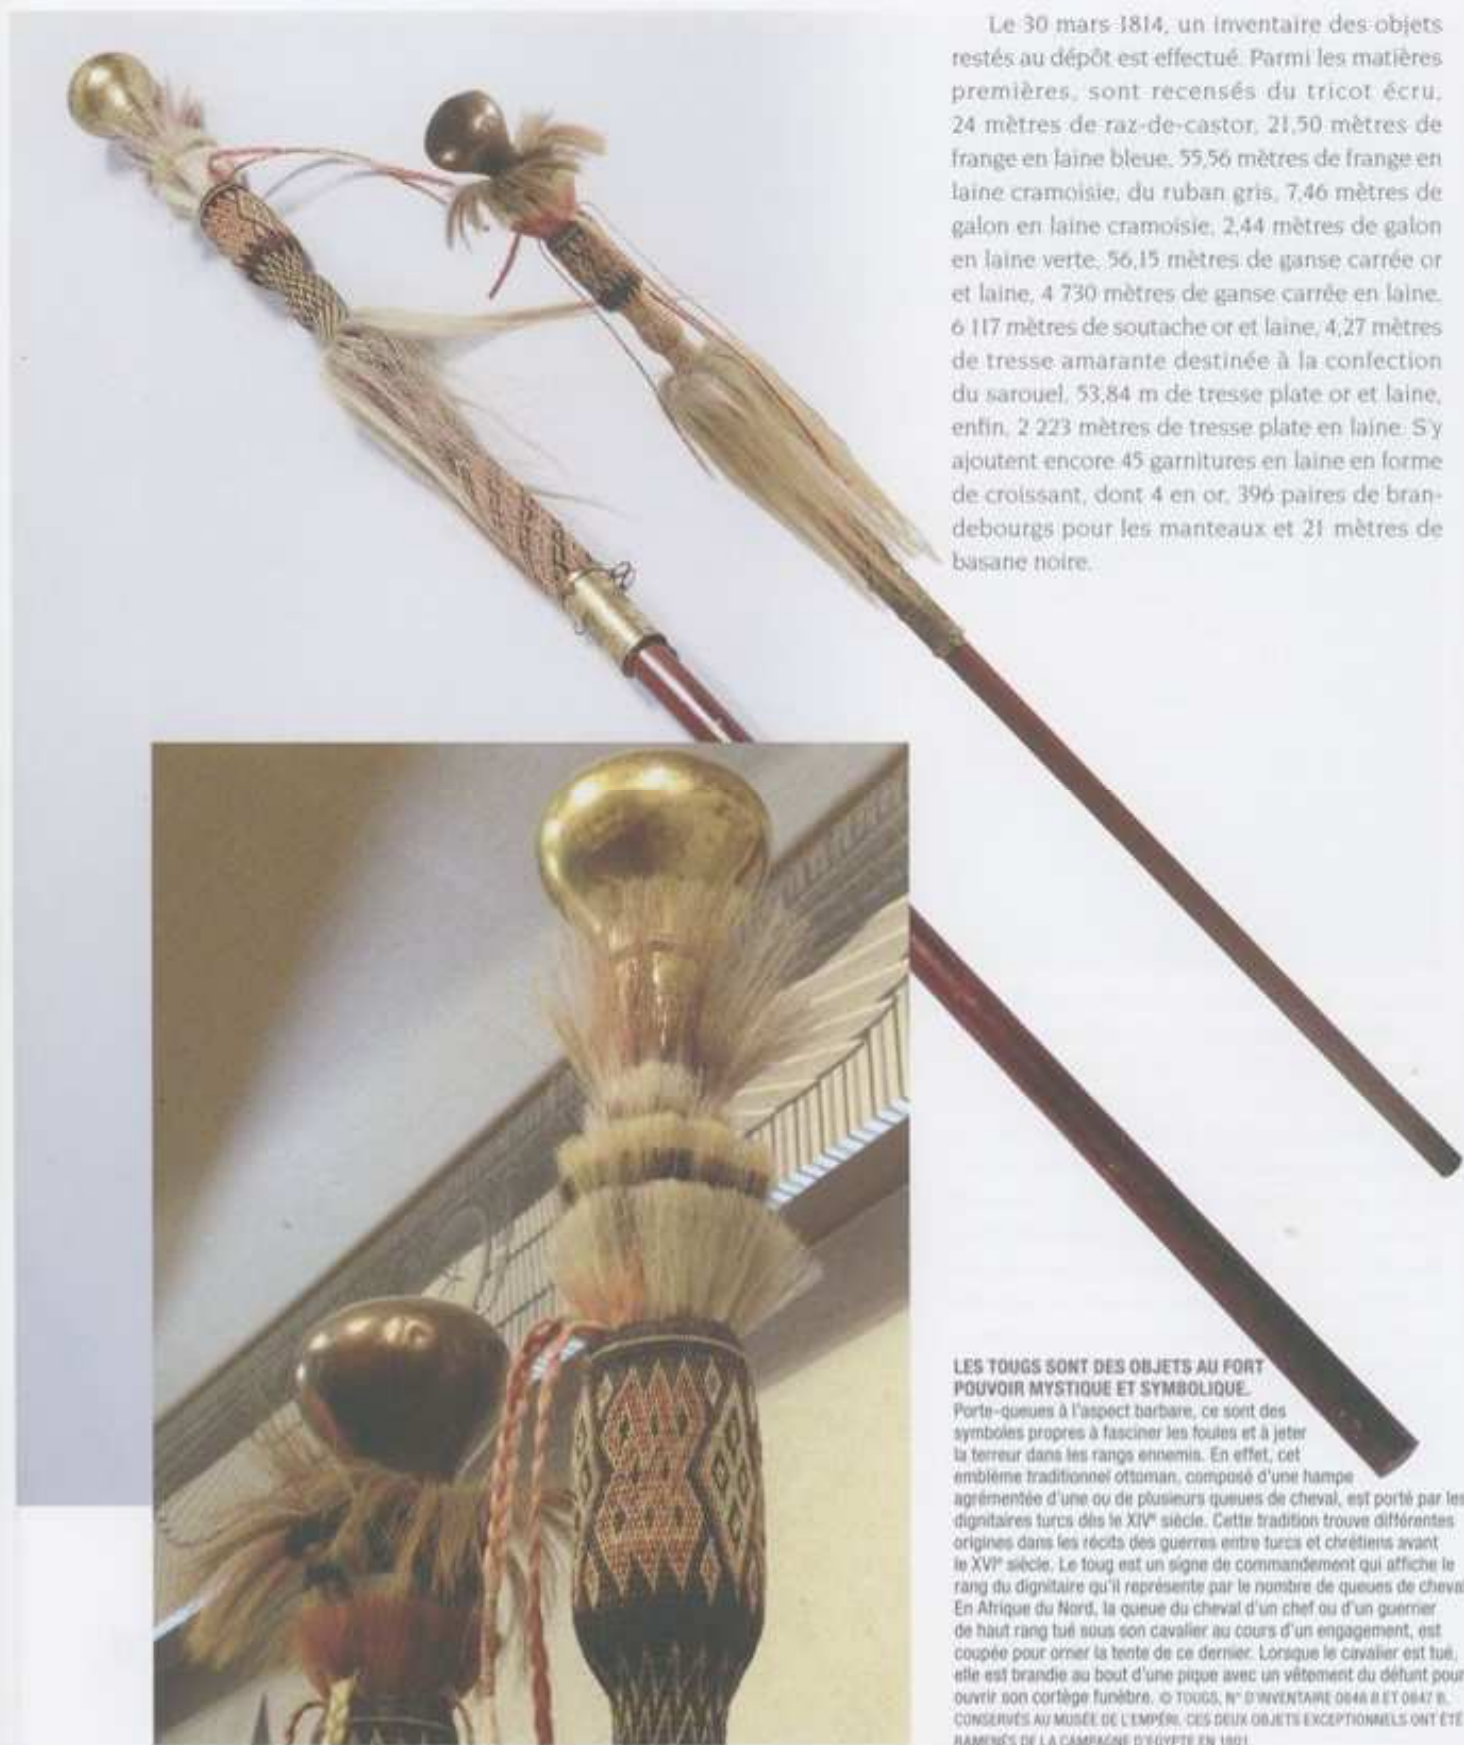 Le 30 mars 1814, un inventaire des objets
restés au dépôt est effectué. Parmi les matières
premières, sont recensés du tricot écru,
24 mètres de raz-de-castor, 21,50 mètres de
frange en laine bleue, 55,56 mètres de frange en
laine cramoisie, du ruban gris, 7,46 mètres de
galon en laine cramoisie, 2,44 mètres de galon
en laine verte, 56,15 mètres de ganse carrée or
et laine, 4 730 mètres de ganse carrée en laine,
6 117 mètres de soutache or et laine, 4,27 mètres
de tresse amarante destinée à la confection
du sarouel, 53,84 m de tresse plate or et laine,
enfin, 2 223 mètres de tresse plate en laine. S'y
ajoutent encore 45 garnitures en laine en forme
de croissant, dont 4 en or, 396 paires de bran-
debourgs pour les manteaux et 21 mètres de
basane noire.
LES TOUGS SONT DES OBJETS AU FORT
POUVOIR MYSTIQUE ET SYMBOLIQUE.
Porte-queues à l'aspect barbare, ce sont des
symboles propres à fasciner les foules et à jeter
la terreur dans les rangs ennemis. En effet, cet
emblème traditionnel ottoman, composé d'une hampe
agrémentée d'une ou de plusieurs queues de cheval, est porté par les
dignitaires turcs dès le XIVe siècle. Cette tradition trouve différentes
origines dans les récits des guerres entre turcs et chrétiens avant
le XVIe siècle. Le toug est un signe de commandement qui affiche le
rang du dignitaire qu'il représente par le nombre de queues de cheval
En Afrique du Nord, la queue du cheval d'un chef ou d'un guerrier
de haut rang tué sous son cavalier au cours d'un engagement, est
coupée pour orner la tente de ce dernier. Lorsque le cavalier est tué,
elle est brandie au bout d'une pique avec un vêtement du défunt pour
ouvrir son cortège funèbre. © TOUGS, N° D'INVENTAIRE 0846 B ET 0847 B,
CONSERVÉS AU MUSÉE DE L'EMPÉRI. CES DEUX OBJETS EXCEPTIONNELS ONT ÉTÉ
RAMENÉS DE LA CAMPAGNE D'EGYPTE EN 1801